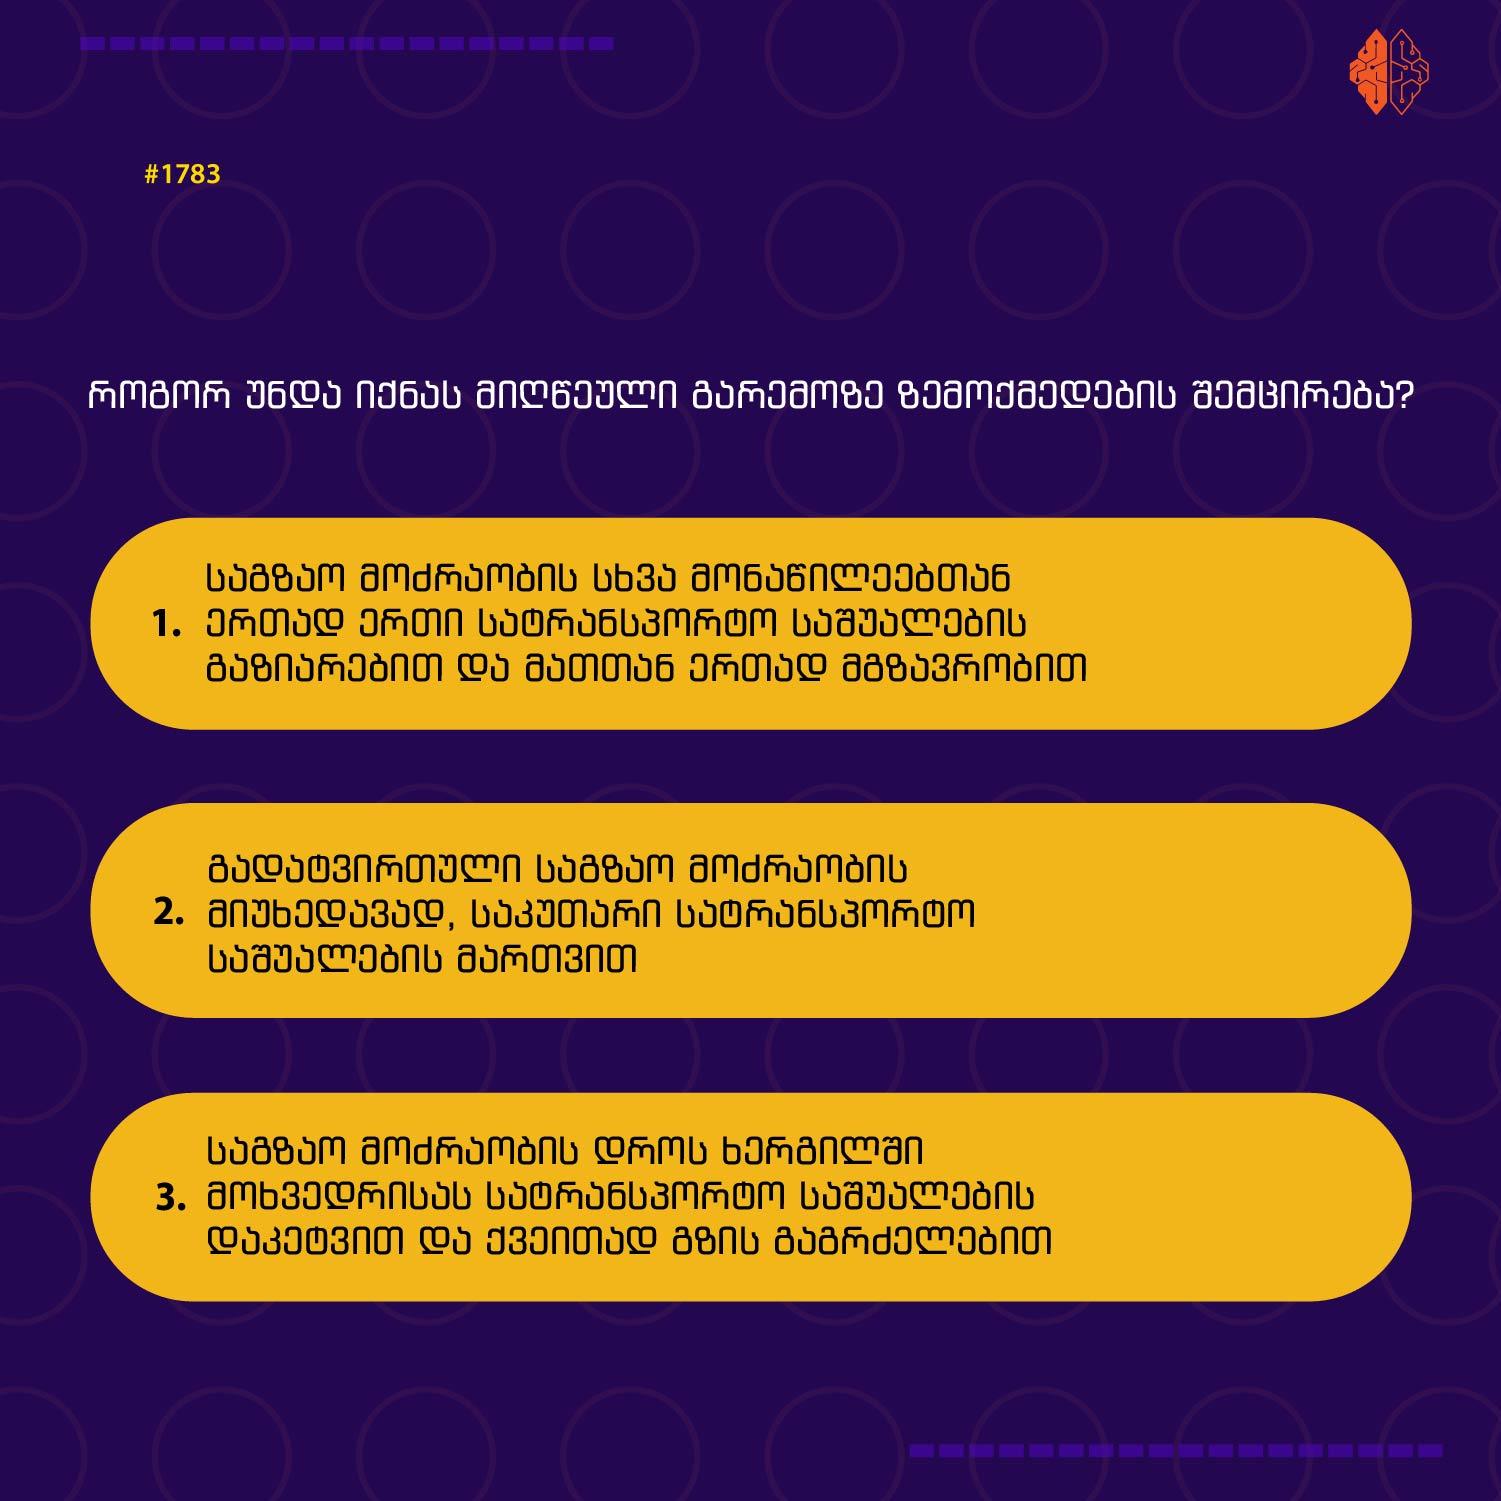 #1783
როგორ უნდა იქნას მიღწეული გარემოზე ზემოქმედების შემცირება?
საგზაო მოძრაობის სხვა მონაწილეებთან
1. ერთად ერთი სატრანსპორტო საშუალების
გაზიარებით და მათთან ერთად მგზავრობით
გადატვირთული საგზაო მოძრაობის
2. მიუხედავად, საკუთარი სატრანსპორტო
საშუალების მართვით
საგზაო მოძრაობის დროს ხერგილში
3. მოხვედრისას სატრანსპორტო საშუალების
დაკეტვით და ქვეითად გზის გაგრძელებით